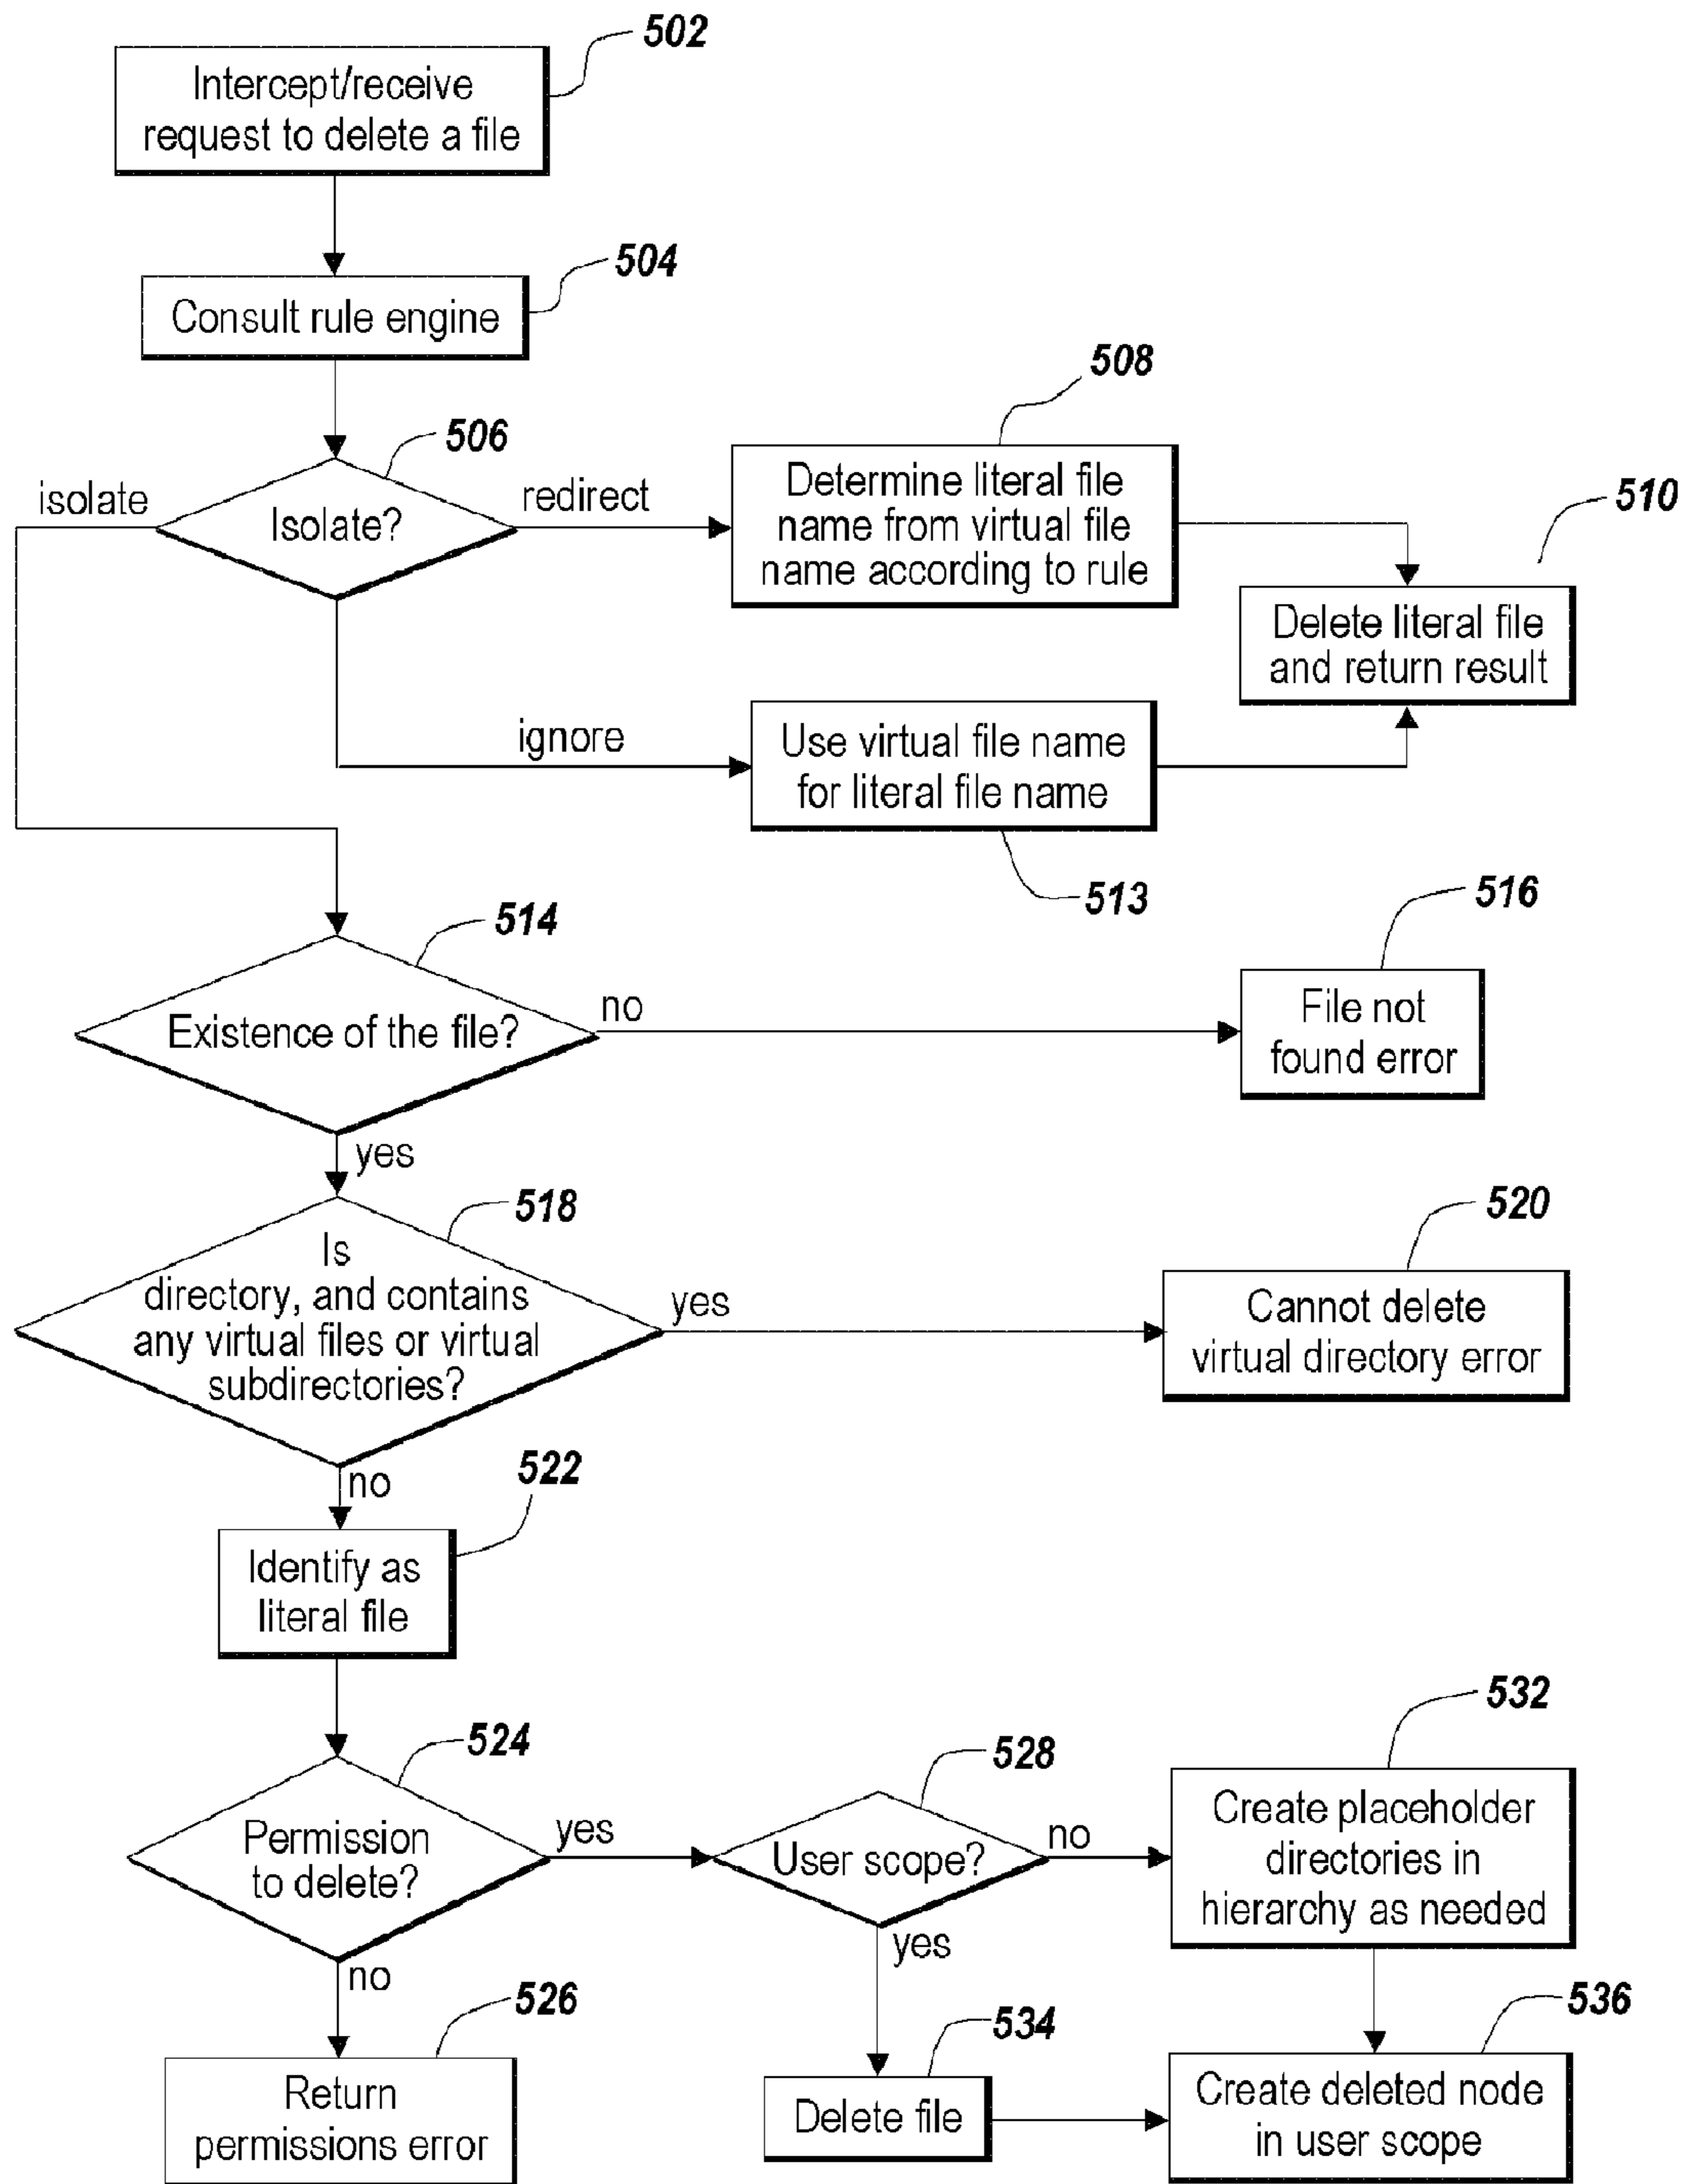 502
Intercept/receive
request to delete a file
504
Consult rule engine
506
isolate
Isolate?
redirect
508
Determine literal file
name from virtual file
name according to rule
510
Delete literal file
and return result
ignore
Use virtual file name
for literal file name
513
514
Existence of the file?
no
516
File not
found error
yes
518
Is
directory, and contains
any virtual files or virtual
subdirectories?
yes
520
Cannot delete
virtual directory error
no
522
Identify as
literal file
524
Permission
to delete?
yes
528
User scope?
no
532
Create placeholder
directories in
hierarchy as needed
no
526
Return
permissions error
yes
534
Delete file
536
Create deleted node
in user scope